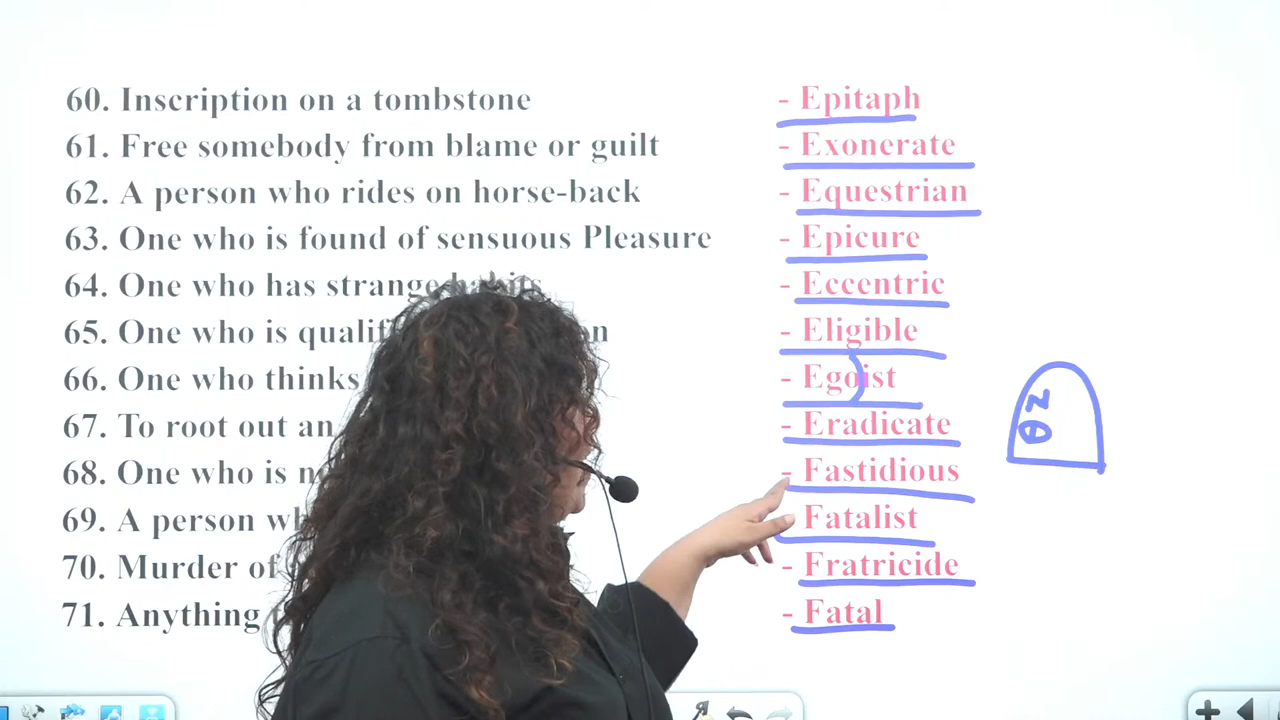 60. Inscription on a tombstone - Epitaph
61. Free somebody from blame or guilt - Exonerate
62. A person who rides on horse-back - Equestrian
63. One who is found of sensuous Pleasure - Epicure
64. One who has strange habits - Eccentric
65. One who is - Eligible
66. One who thinks - Egoist
67. To root out an - Eradicate
68. One who is - Fastidious
69. A person - Fatalist
70. Murder of - Fratricide
71. Anything - Fatal